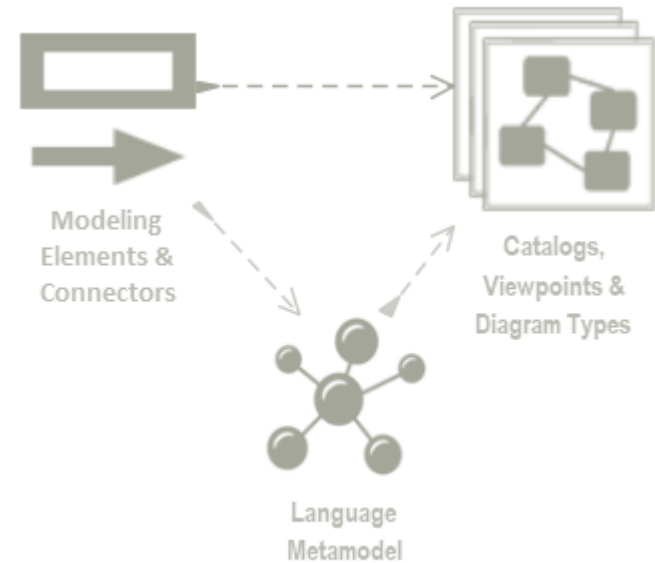 Modeling
Elements &
Connectors
Catalogs,
Viewpoints &
Diagram Types
Language
Metamodel